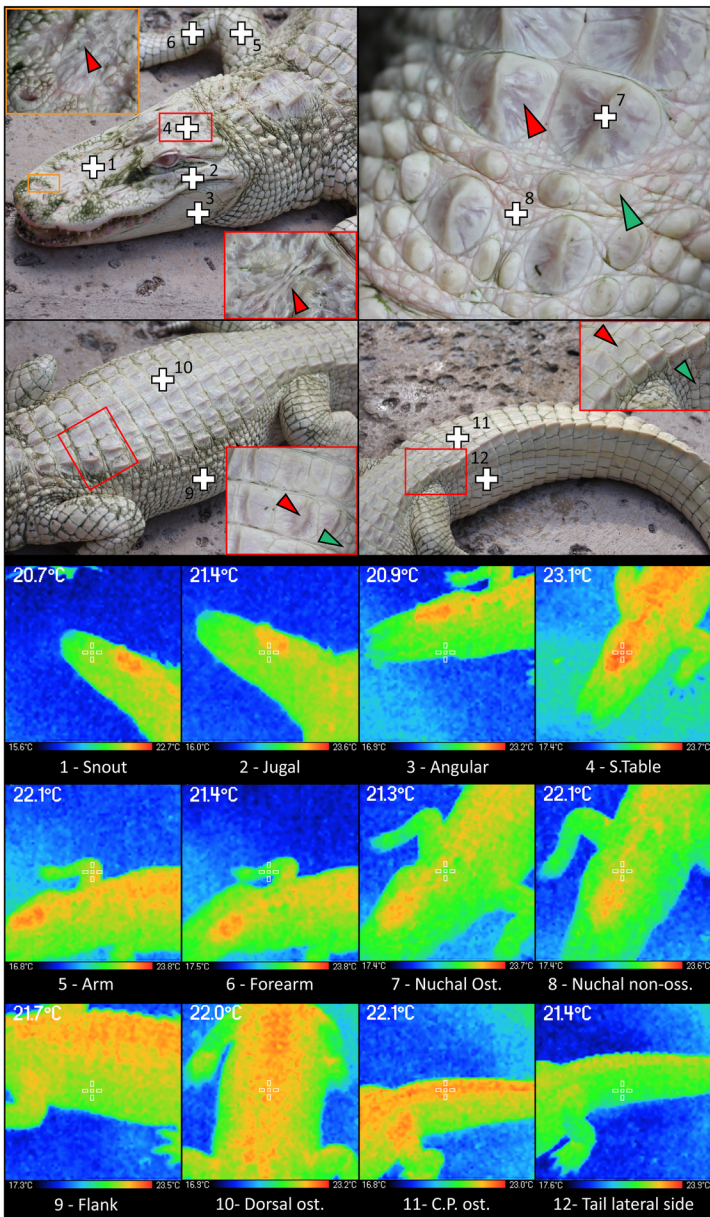 6
5
4
1
2
3
7
8
10
9
11
12
20.7°C
21.4°C
20.9°C
23.1°C
15.6°C 22.7°C
16.0°C 23.6°C
16.9°C 23.2°C
17.4°C 23.7°C
1 - Snout
2 - Jugal
3 - Angular
4 - S.Table
22.1°C
21.4°C
21.3°C
22.1°C
16.8°C 23.8°C
17.5°C 23.8°C
17.4°C 23.7°C
17.4°C 23.6°C
5 - Arm
6 - Forearm
7 - Nuchal Ost.
8 - Nuchal non-oss.
21.7°C
22.0°C
22.1°C
21.4°C
17.3°C 23.5°C
16.8°C 23.2°C
16.8°C 23.0°C
17.6°C 23.9°C
9 - Flank
10- Dorsal ost.
11- C.P. ost.
12- Tail lateral side